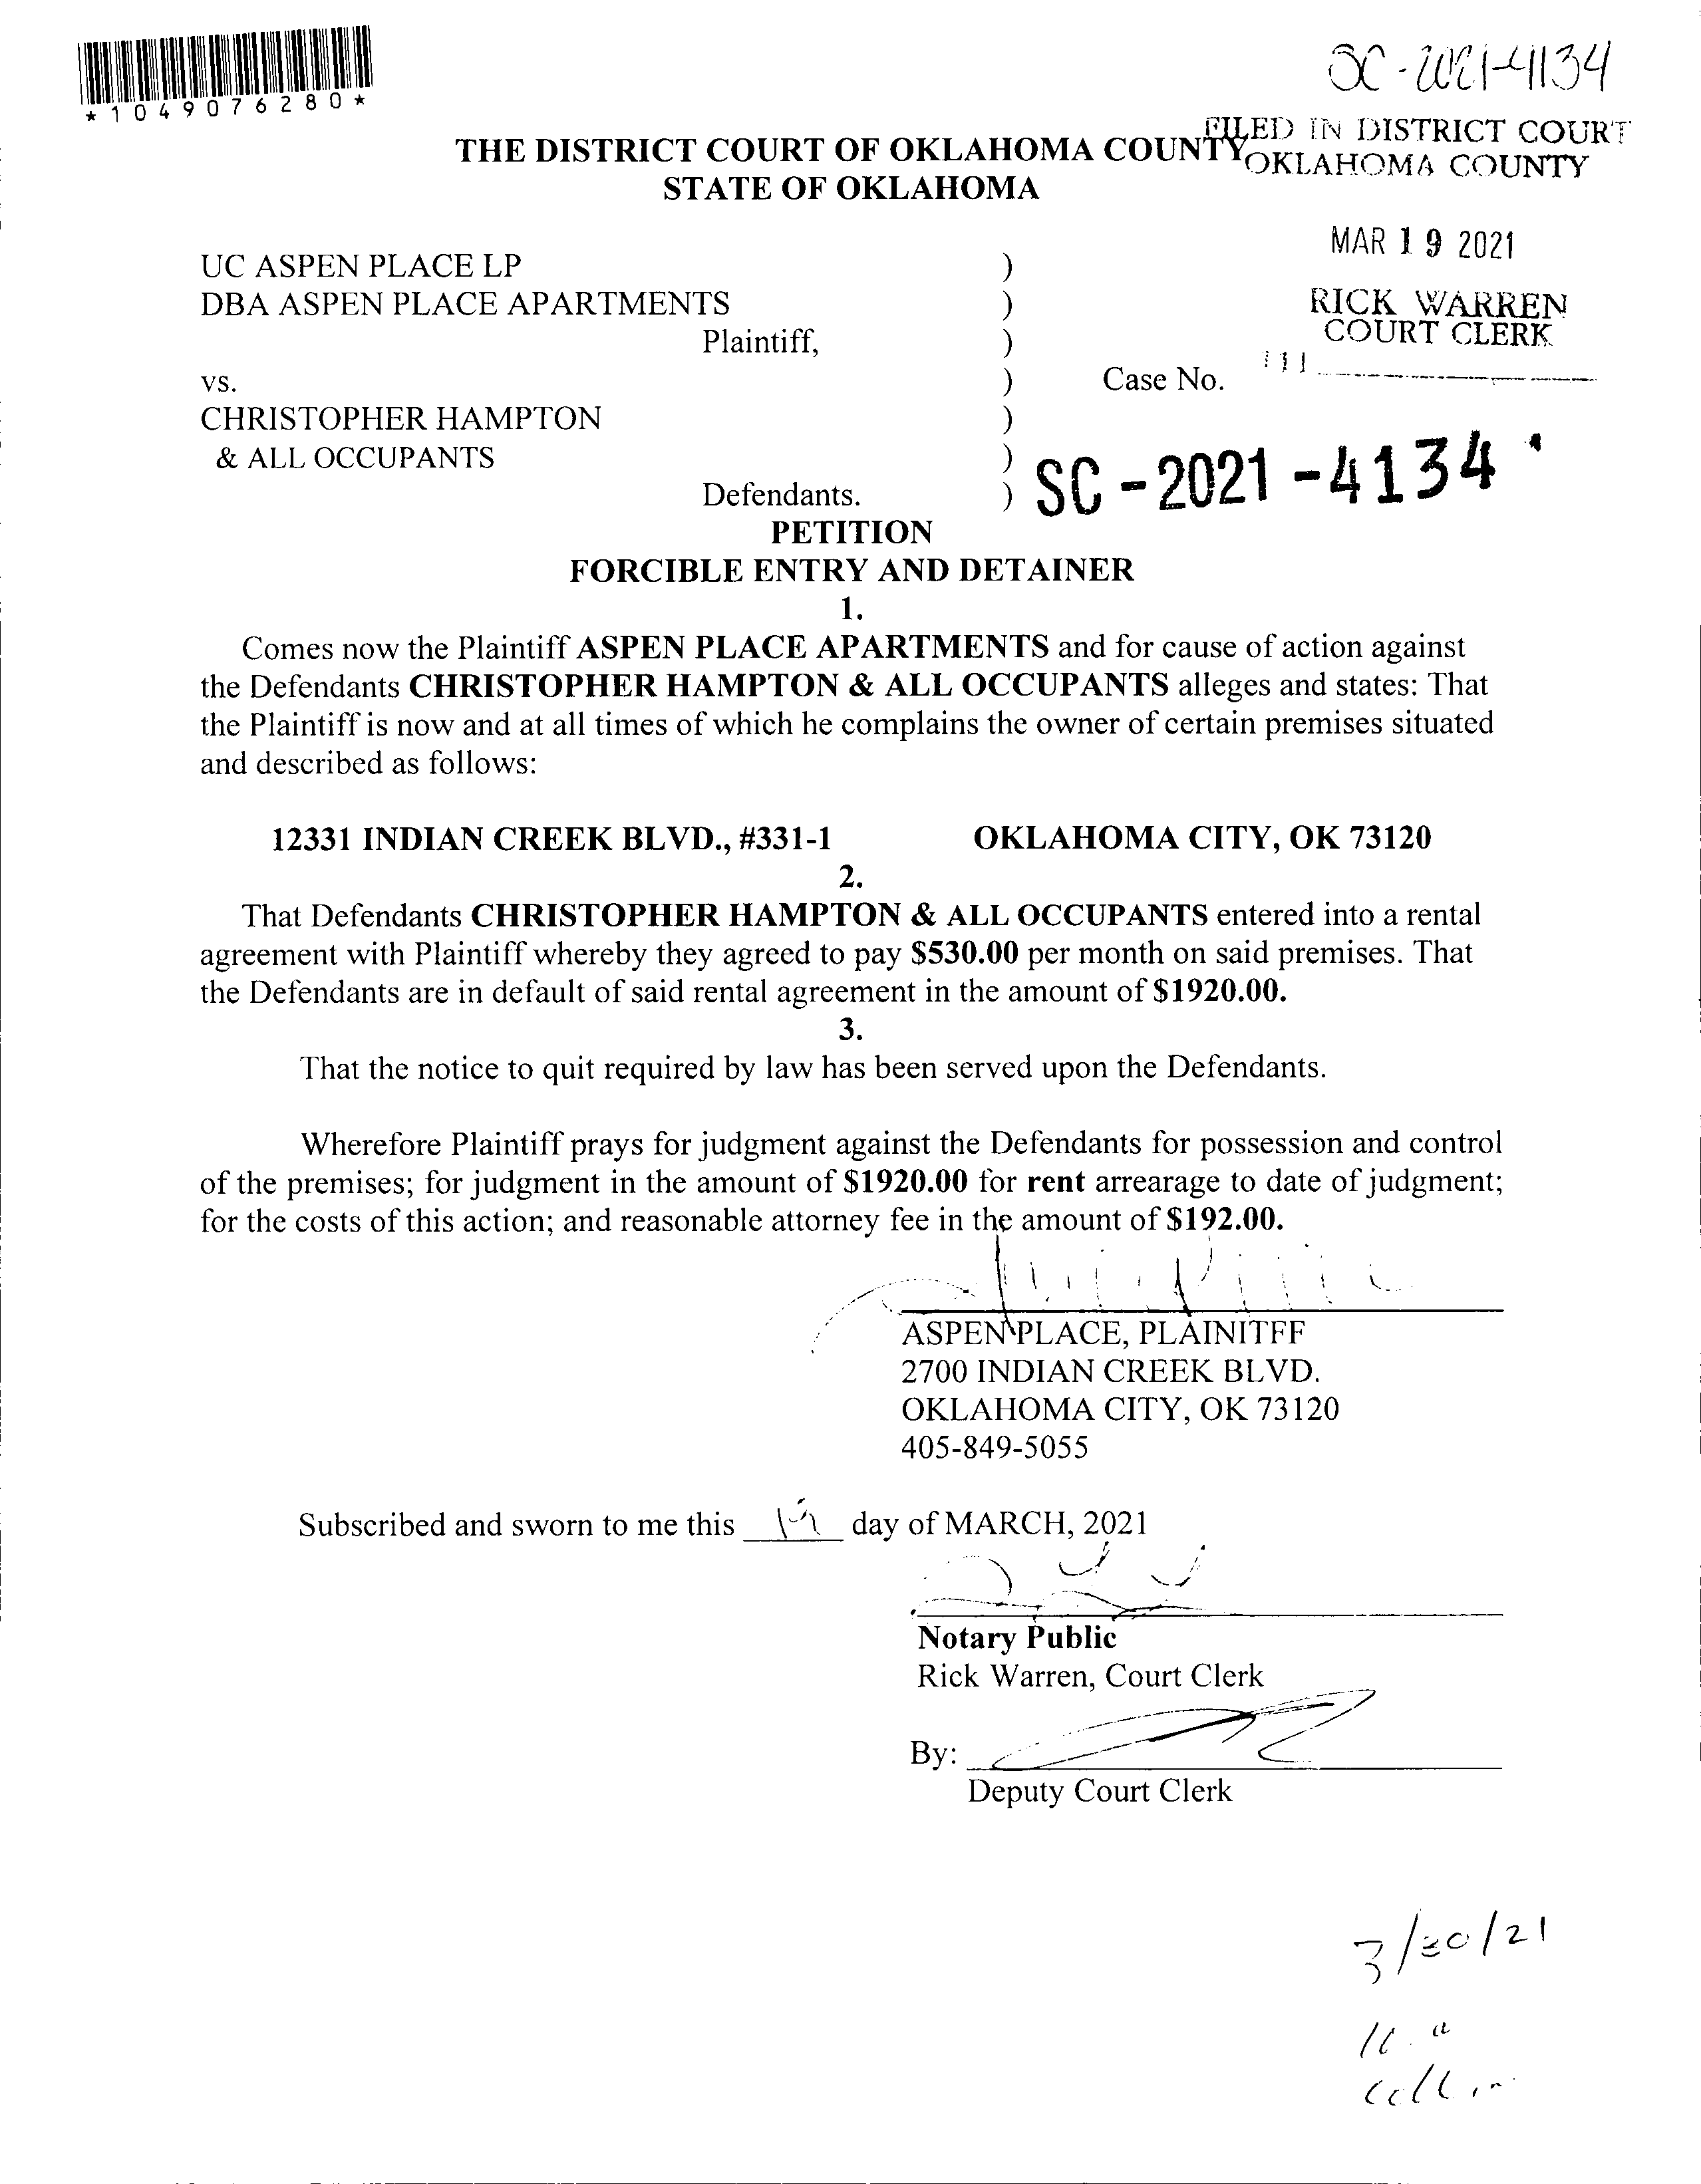 SC-2021-4134
*1049076280*
FILED IN DISTRICT COURT
OKLAHOMA COUNTY
THE DISTRICT COURT OF OKLAHOMA COUNTY
STATE OF OKLAHOMA
MAR 19 2021
RICK WARREN
COURT CLERK
111
UC ASPEN PLACE LP )
DBA ASPEN PLACE APARTMENTS )
Plaintiff, )
vs. ) Case No.
CHRISTOPHER HAMPTON )
& ALL OCCUPANTS )
Defendants. ) SC-2021-4134
PETITION
FORCIBLE ENTRY AND DETAINER
1.
Comes now the Plaintiff ASPEN PLACE APARTMENTS and for cause of action against
the Defendants CHRISTOPHER HAMPTON & ALL OCCUPANTS alleges and states: That
the Plaintiff is now and at all times of which he complains the owner of certain premises situated
and described as follows:
12331 INDIAN CREEK BLVD., #331-1 OKLAHOMA CITY, OK 73120
2.
That Defendants CHRISTOPHER HAMPTON & ALL OCCUPANTS entered into a rental
agreement with Plaintiff whereby they agreed to pay $530.00 per month on said premises. That
the Defendants are in default of said rental agreement in the amount of $1920.00.
3.
That the notice to quit required by law has been served upon the Defendants.
Wherefore Plaintiff prays for judgment against the Defendants for possession and control
of the premises; for judgment in the amount of $1920.00 for rent arrearage to date of judgment;
for the costs of this action; and reasonable attorney fee in the amount of $192.00.
ASPEN PLACE, PLAINITFF
2700 INDIAN CREEK BLVD.
OKLAHOMA CITY, OK 73120
405-849-5055
Subscribed and sworn to me this day of MARCH, 2021
Notary Public
Rick Warren, Court Clerk
By:
Deputy Court Clerk
3/30/21